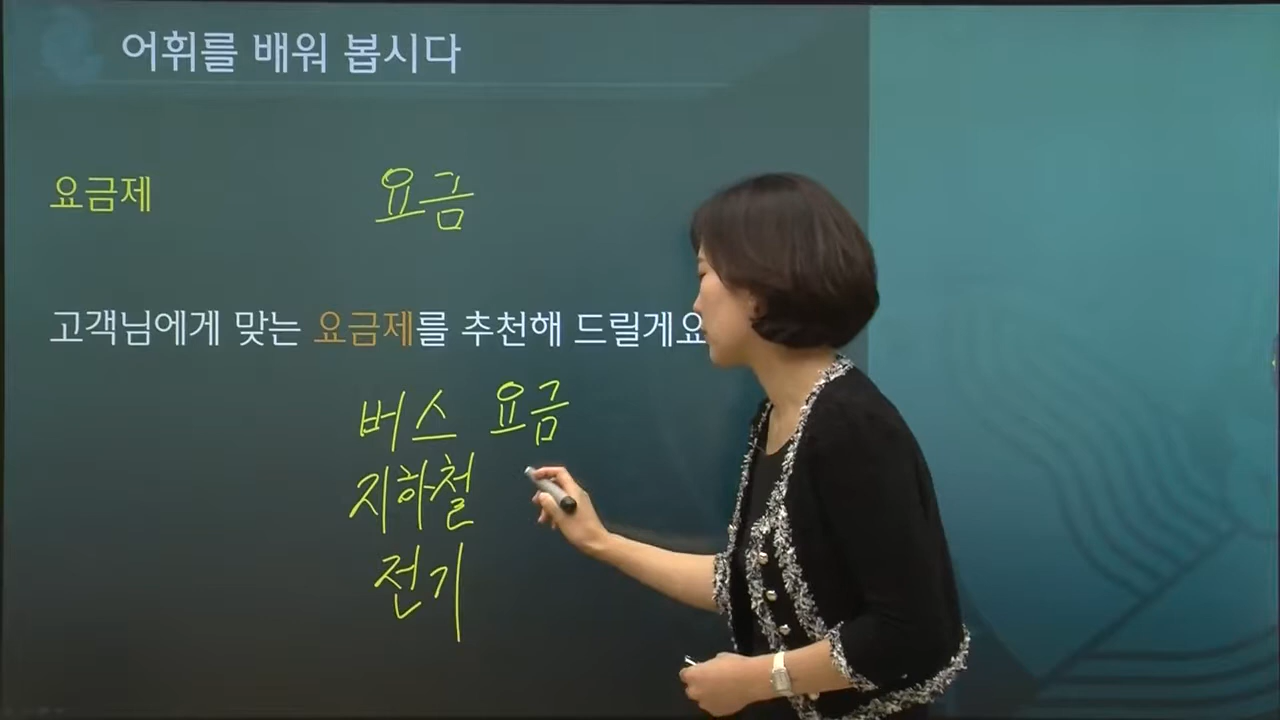 어휘를 배워 봅시다
요금제 요금
고객님에게 맞는 요금제를 추천해 드릴게요
버스 요금
지하철
전기